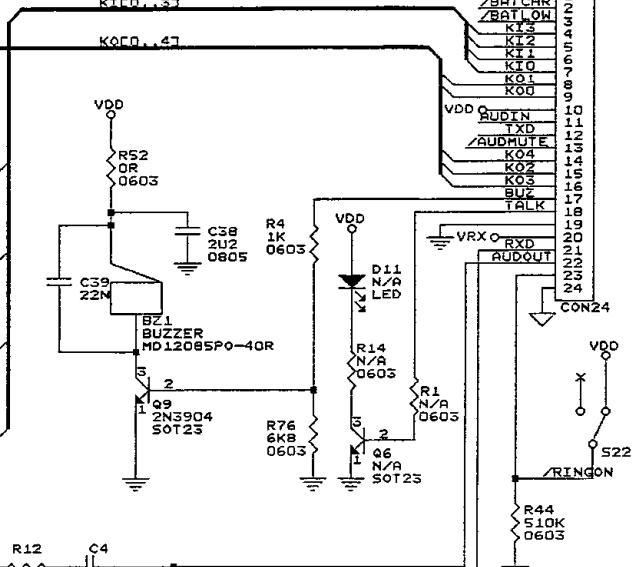 /BATCHR 2
/BATLOW 3
KI3 4
KI2 5
KI1 6
KI0 7
KO[0..4]
KO1 8
KO0 9
VDD 10
AUDIN 11
TXD 12
/AUDMUTE 13
KO4 14
KO2 15
KO3 16
BUZ 17
TALK 18
19
VRX 20
RXD 21
AUDOUT 22
23
24
CON24
VDD
R52
0R
0603
C38
2U2
0805
C39
22N
BZ1
BUZZER
MD12085P0-40R
3
2
1
Q9
2N3904
SOT23
R4
1K
0603
R76
6K8
0603
VDD
D11
N/A
LED
R14
N/A
0603
R1
N/A
0603
3
2
1
Q6
N/A
SOT23
VDD
S22
/RINGON
R44
510K
0603
R12
C4